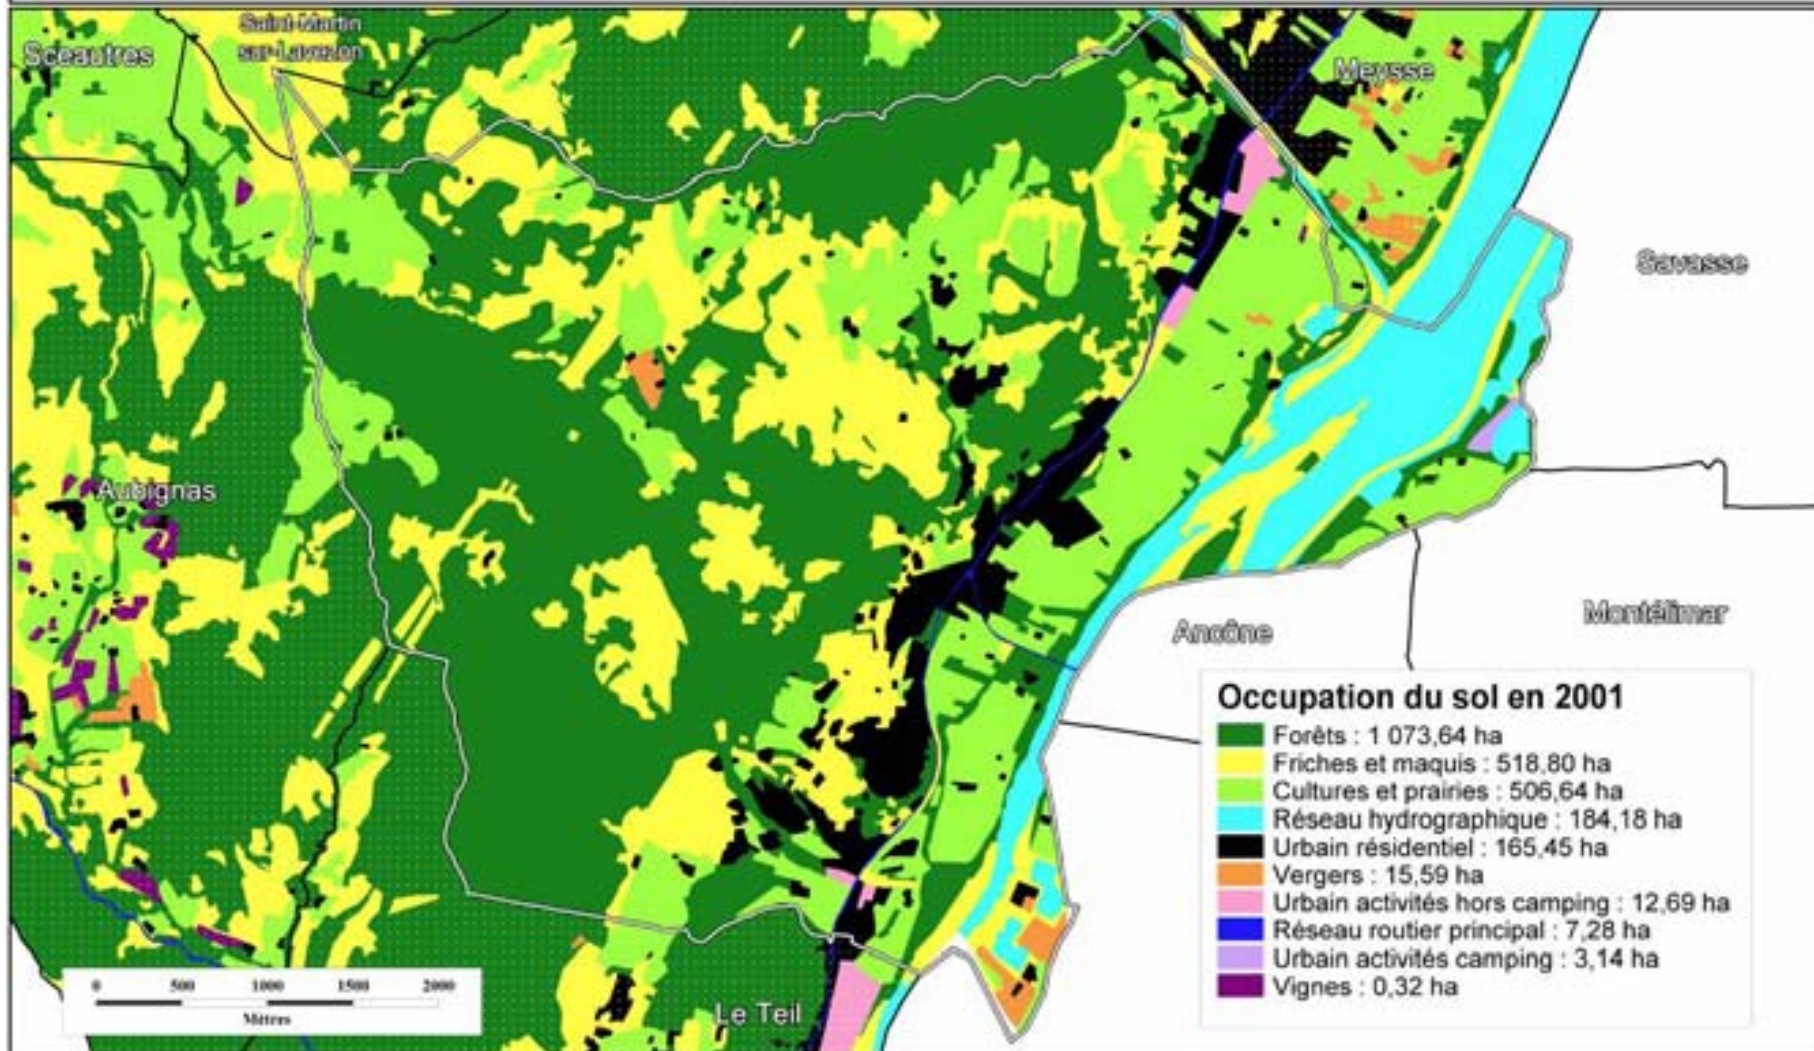 Saint-Martin
sur-Lavezon
Sceautres
Meysse
Savasse
Aubignas
Ancône
Montélimar
Le Teil
Occupation du sol en 2001
Forêts : 1 073,64 ha
Friches et maquis : 518,80 ha
Cultures et prairies : 506,64 ha
Réseau hydrographique : 184,18 ha
Urbain résidentiel : 165,45 ha
Vergers : 15,59 ha
Urbain activités hors camping : 12,69 ha
Réseau routier principal : 7,28 ha
Urbain activités camping : 3,14 ha
Vignes : 0,32 ha
0 500 1000 1500 2000
Mètres